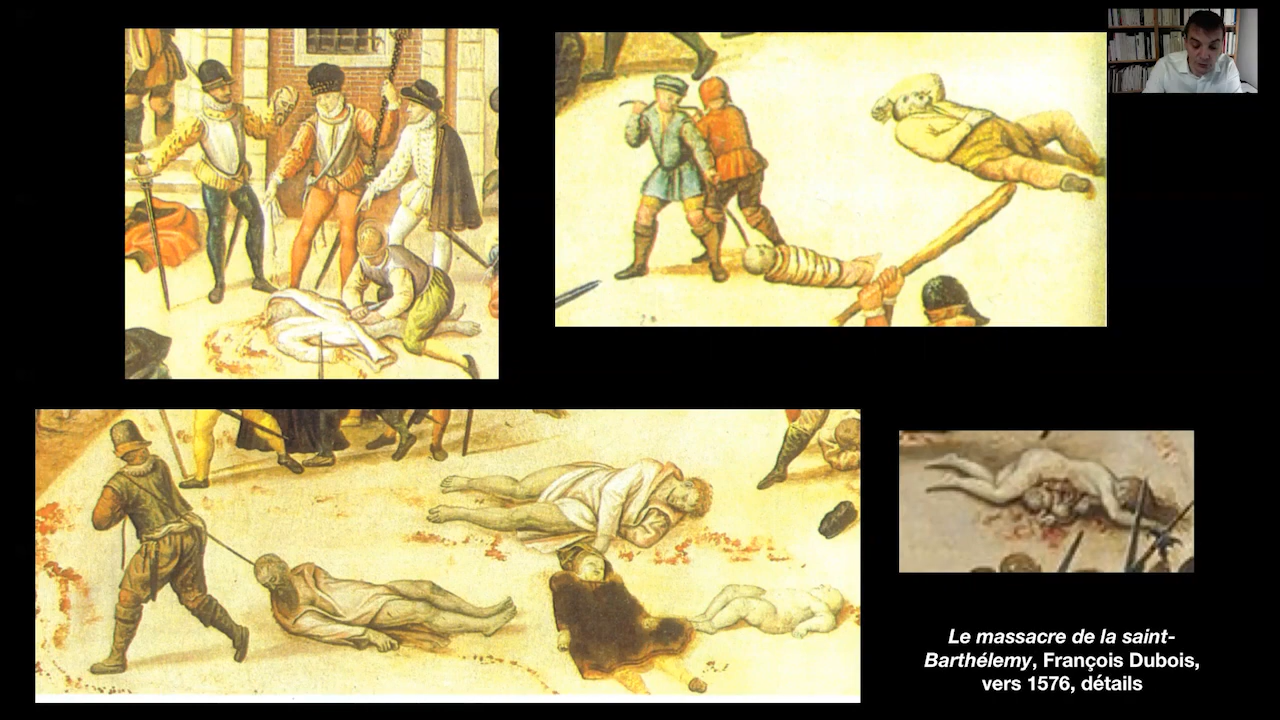 Le massacre de la saint-
Barthélemy, François Dubois,
vers 1576, détails